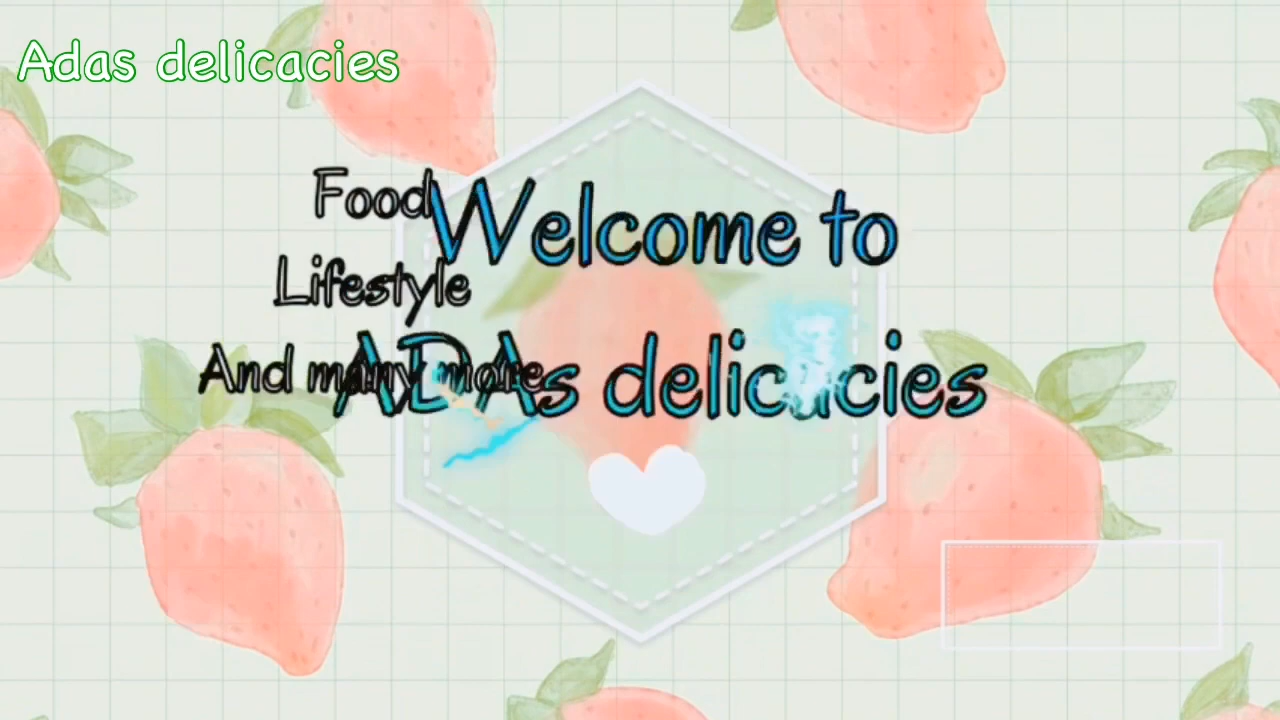 Adas delicacies
Food
Welcome to
Lifestyle
And many more
ADAs delicacies